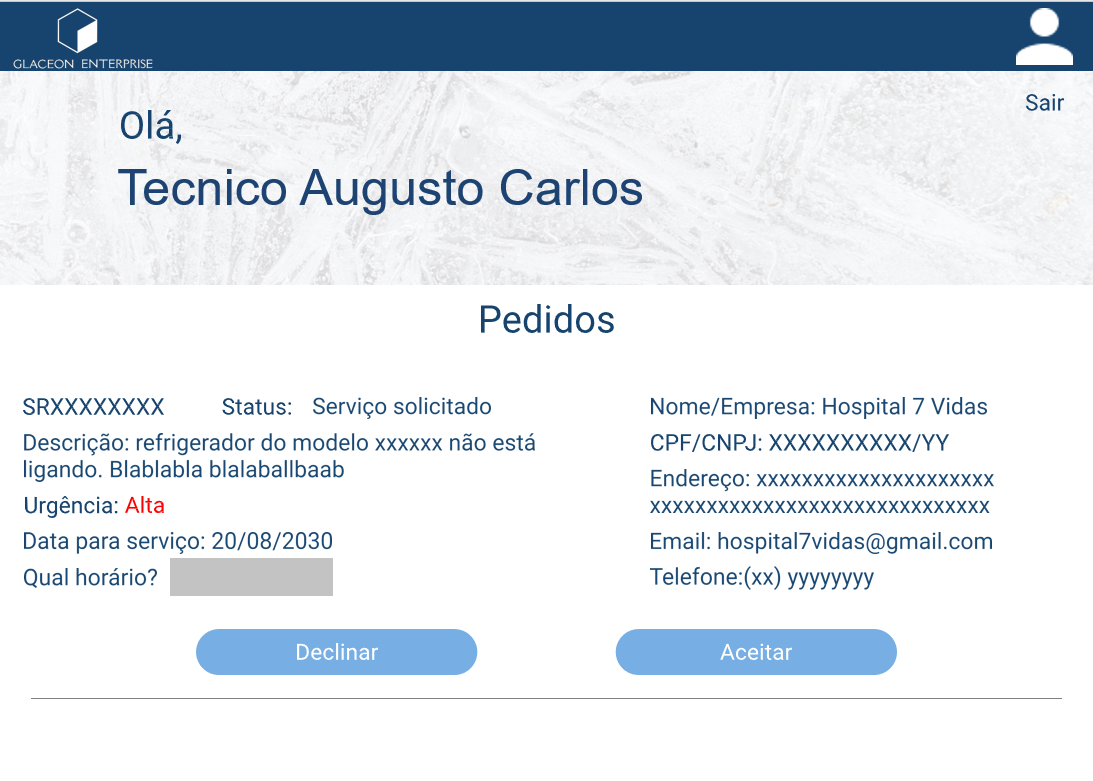 GLACEON ENTERPRISE
Sair
Olá,
Tecnico Augusto Carlos
Pedidos
SRXXXXXXXX Status: Serviço solicitado
Descrição: refrigerador do modelo xxxxxx não está
ligando. Blablabla blalaballbaab
Urgência: Alta
Data para serviço: 20/08/2030
Qual horário?
Nome/Empresa: Hospital 7 Vidas
CPF/CNPJ: XXXXXXXXXX/YY
Endereço: xxxxxxxxxxxxxxxxxxxxx
xxxxxxxxxxxxxxxxxxxxxxxxxxxxxx
Email: hospital7vidas@gmail.com
Telefone:(xx) yyyyyyyy
Declinar
Aceitar